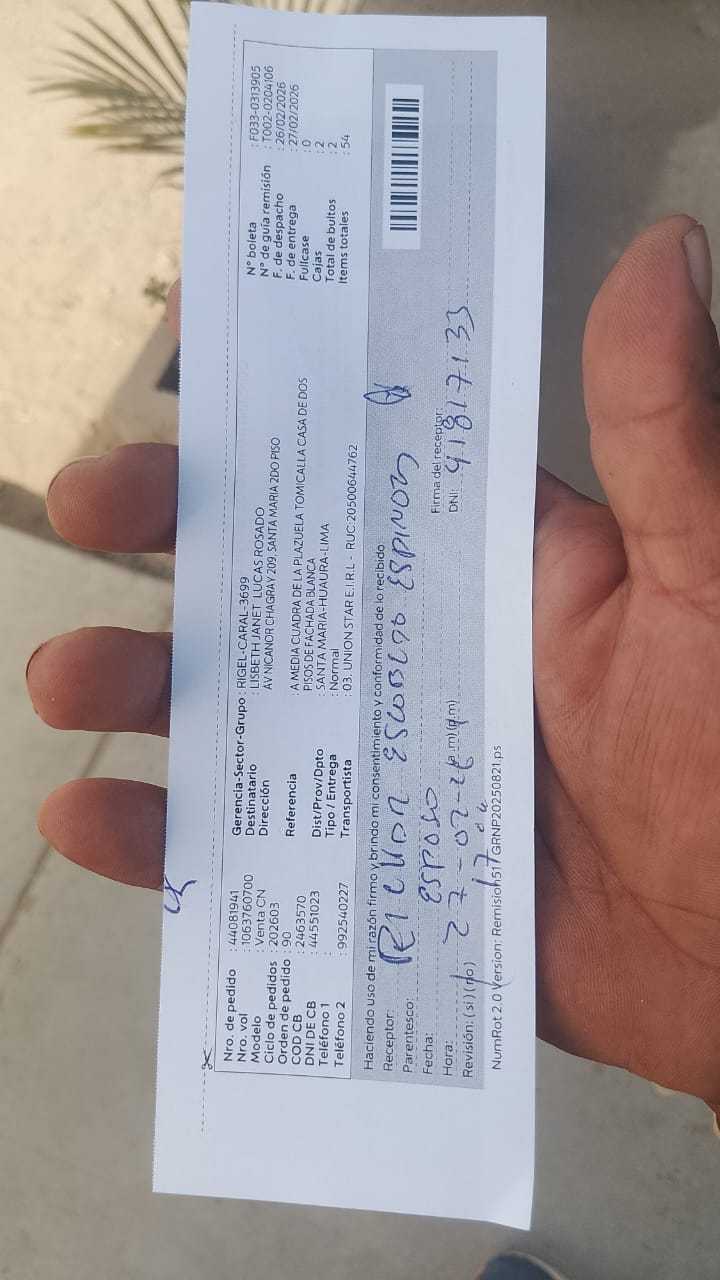 Nro. de pedido : 44081941
Nro. vol : 1063760700
Modelo : Venta CN
Ciclo de pedidos : 202603
Orden de pedido : 90
COD CB : 2463570
DNI DE CB : 44551023
Teléfono 1 :
Teléfono 2 : 992540227
Gerencia-Sector-Grupo : RIGEL-CARAL-3699
Destinatario : LISBETH JANET LUCAS ROSADO
Dirección AV NICANOR CHAGRAY 209, SANTA MARIA 2DO PISO
Referencia : A MEDIA CUADRA DE LA PLAZUELA TOMICALLA CASA DE DOS
PISOS DE FACHADA BLANCA
Dist/Prov/Dpto : SANTA MARIA-HUAURA-LIMA
Tipo / Entrega : Normal
Transportista : 03. UNION STAR E.I.R.L - RUC:20500644762
N° boleta : F033-0313905
N° de guía remisión : T002-0204106
F. de despacho : 26/02/2026
F. de entrega : 27/02/2026
Fullcase : 0
Cajas : 2
Total de bultos : 2
Items totales : 54
Haciendo uso de mi razón firmo y brindo mi consentimiento y conformidad de lo recibido
Receptor:
Parentesco: ESPOSO
Fecha: 27-02-26
Hora: (a.m)(p.m)
Revisión: (si)(no) 17
Firma del receptor:
DNI: 41817133
NumRot 2.0 Version: Remision51 GRNP20250821.ps